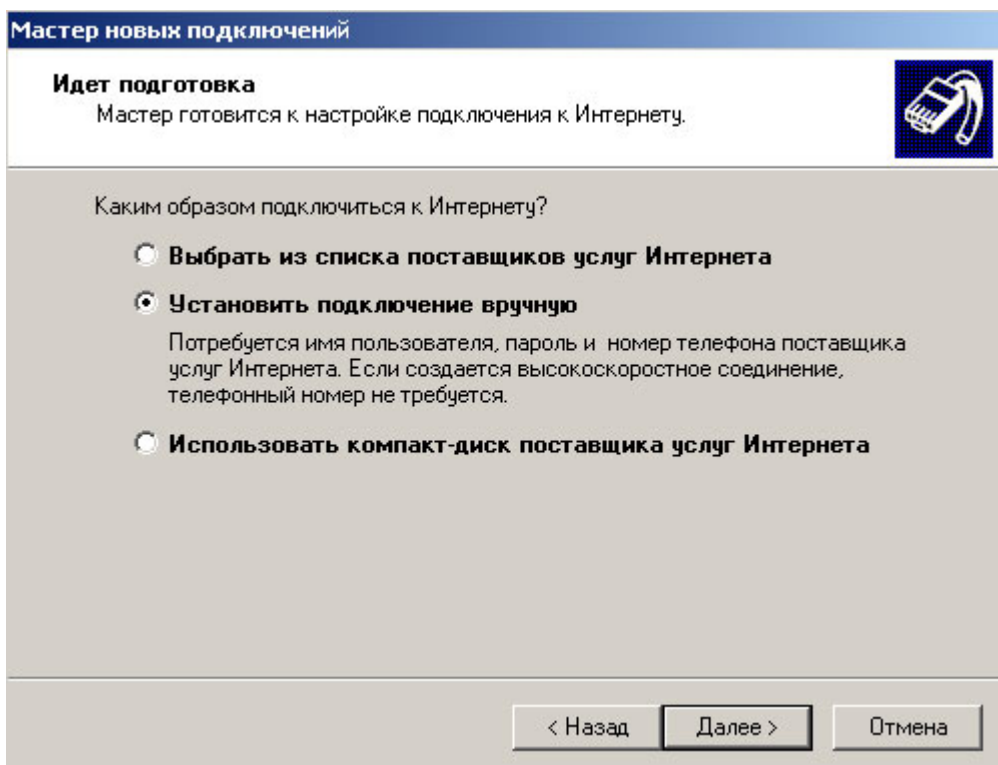 Мастер новых подключений
Идет подготовка
Мастер готовится к настройке подключения к Интернету.
Каким образом подключиться к Интернету?
Выбрать из списка поставщиков услуг Интернета
Установить подключение вручную
Потребуется имя пользователя, пароль и номер телефона поставщика
услуг Интернета. Если создается высокоскоростное соединение,
телефонный номер не требуется.
Использовать компакт-диск поставщика услуг Интернета
< Назад
Далее >
Отмена